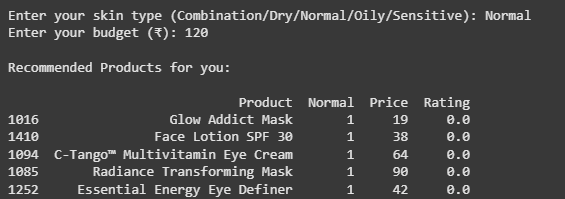 Enter your skin type (Combination/Dry/Normal/Oily/Sensitive): Normal
Enter your budget (₹): 120
Recommended Products for you:
Product Normal Price Rating
1016 Glow Addict Mask 1 19 0.0
1410 Face Lotion SPF 30 1 38 0.0
1094 C-Tango™ Multivitamin Eye Cream 1 64 0.0
1085 Radiance Transforming Mask 1 90 0.0
1252 Essential Energy Eye Definer 1 42 0.0